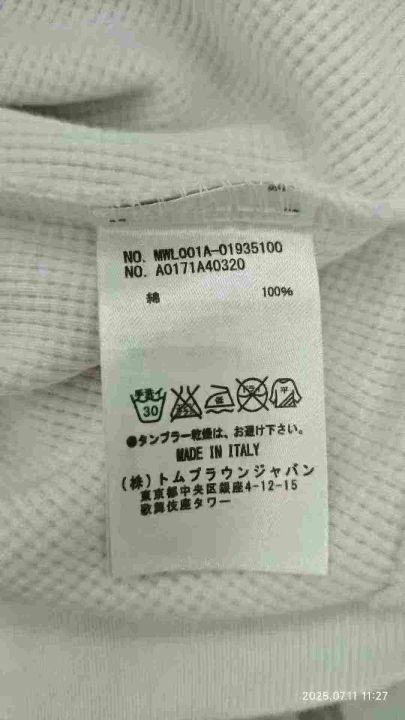 NO. MWL001A-01935100
NO. A0171A40320
綿 100%
手洗イ
30
低
平
●タンブラー乾燥は、お避け下さい。
MADE IN ITALY
(株)トムブラウンジャパン
東京都中央区銀座4-12-15
歌舞伎座タワー
2025.07.11 11:27